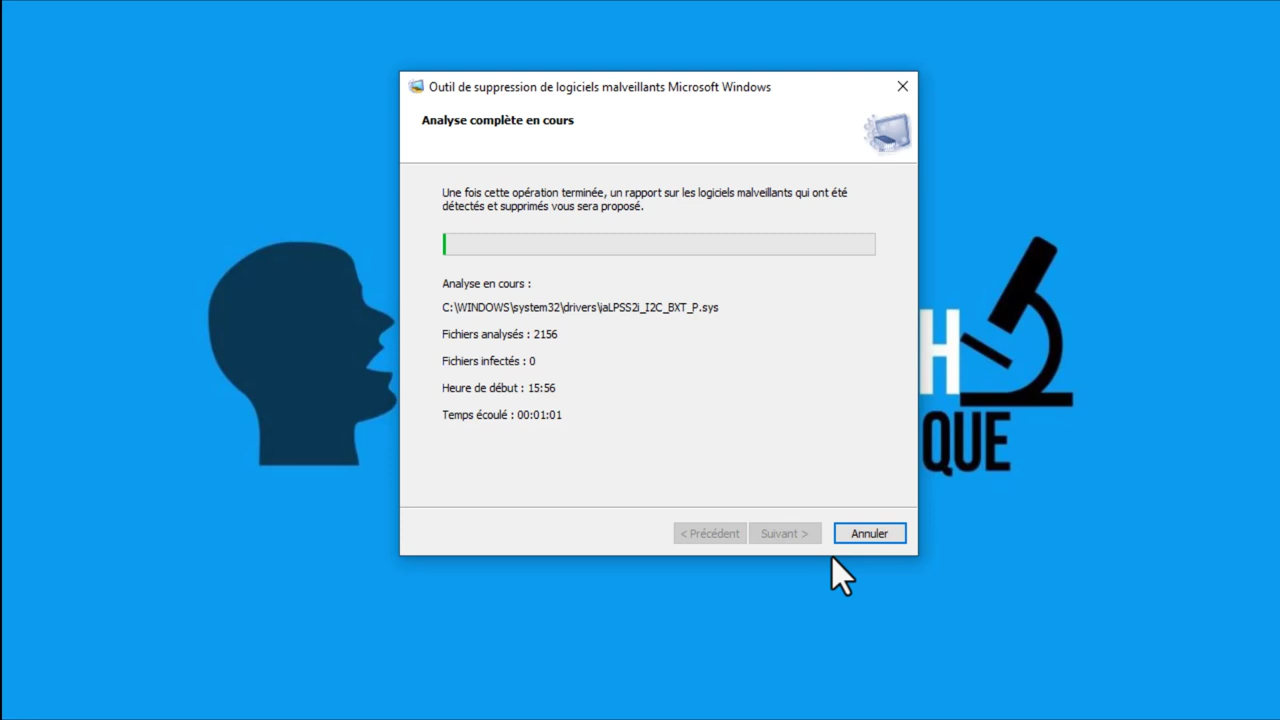 Outil de suppression de logiciels malveillants Microsoft Windows
Analyse complète en cours
Une fois cette opération terminée, un rapport sur les logiciels malveillants qui ont été
détectés et supprimés vous sera proposé.
Analyse en cours :
C:\WINDOWS\system32\drivers\iaLPSS2i_I2C_BXT_P.sys
Fichiers analysés : 2156
Fichiers infectés : 0
Heure de début : 15:56
Temps écoulé : 00:01:01
H
QUE
< Précédent Suivant > Annuler